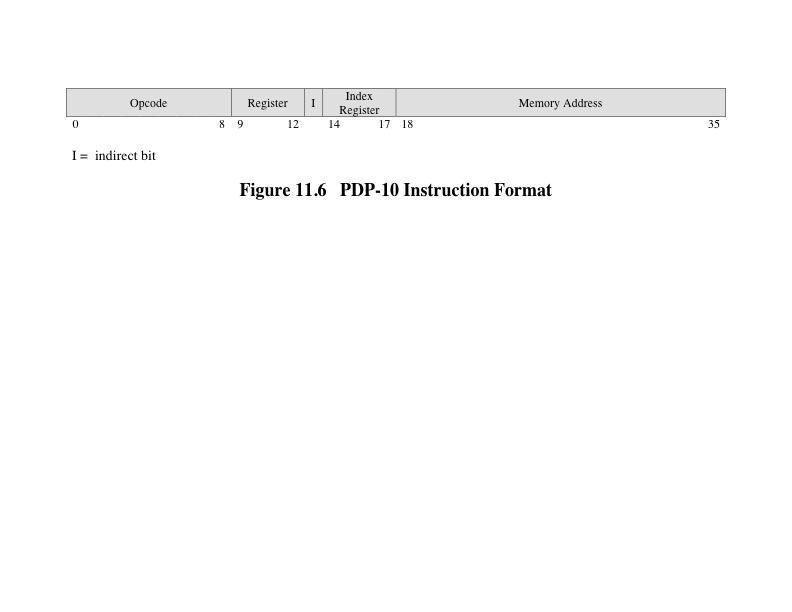 Opcode Register I Index Register Memory Address
0 8 9 12 14 17 18 35
I = indirect bit
Figure 11.6 PDP-10 Instruction Format